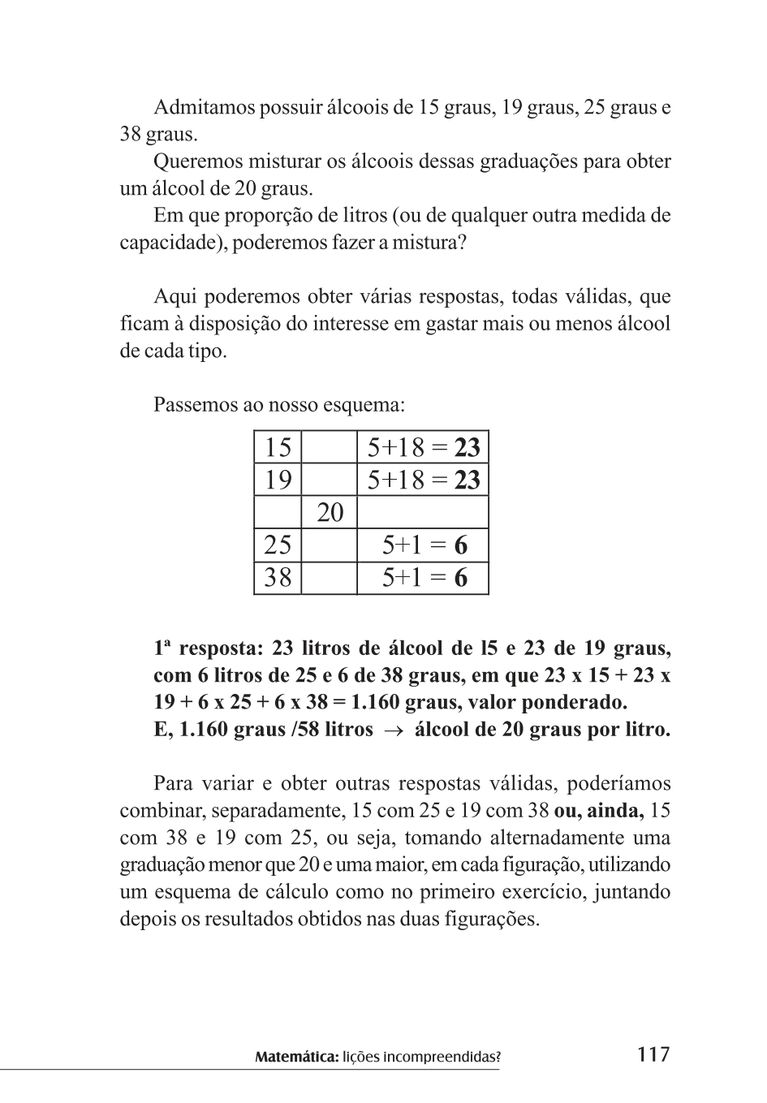 Admitamos possuir álcoois de 15 graus, 19 graus, 25 graus e
38 graus.
Queremos misturar os álcoois dessas graduações para obter
um álcool de 20 graus.
Em que proporção de litros (ou de qualquer outra medida de
capacidade), poderemos fazer a mistura?
Aqui poderemos obter várias respostas, todas válidas, que
ficam à disposição do interesse em gastar mais ou menos álcool
de cada tipo.
Passemos ao nosso esquema:
15 5+18 = 23
19 5+18 = 23
20
25 5+1 = 6
38 5+1 = 6
1ª resposta: 23 litros de álcool de l5 e 23 de 19 graus,
com 6 litros de 25 e 6 de 38 graus, em que 23 x 15 + 23 x
19 + 6 x 25 + 6 x 38 = 1.160 graus, valor ponderado.
E, 1.160 graus /58 litros → álcool de 20 graus por litro.
Para variar e obter outras respostas válidas, poderíamos
combinar, separadamente, 15 com 25 e 19 com 38 ou, ainda, 15
com 38 e 19 com 25, ou seja, tomando alternadamente uma
graduação menor que 20 e uma maior, em cada figuração, utilizando
um esquema de cálculo como no primeiro exercício, juntando
depois os resultados obtidos nas duas figurações.
Matemática: lições incompreendidas? 117